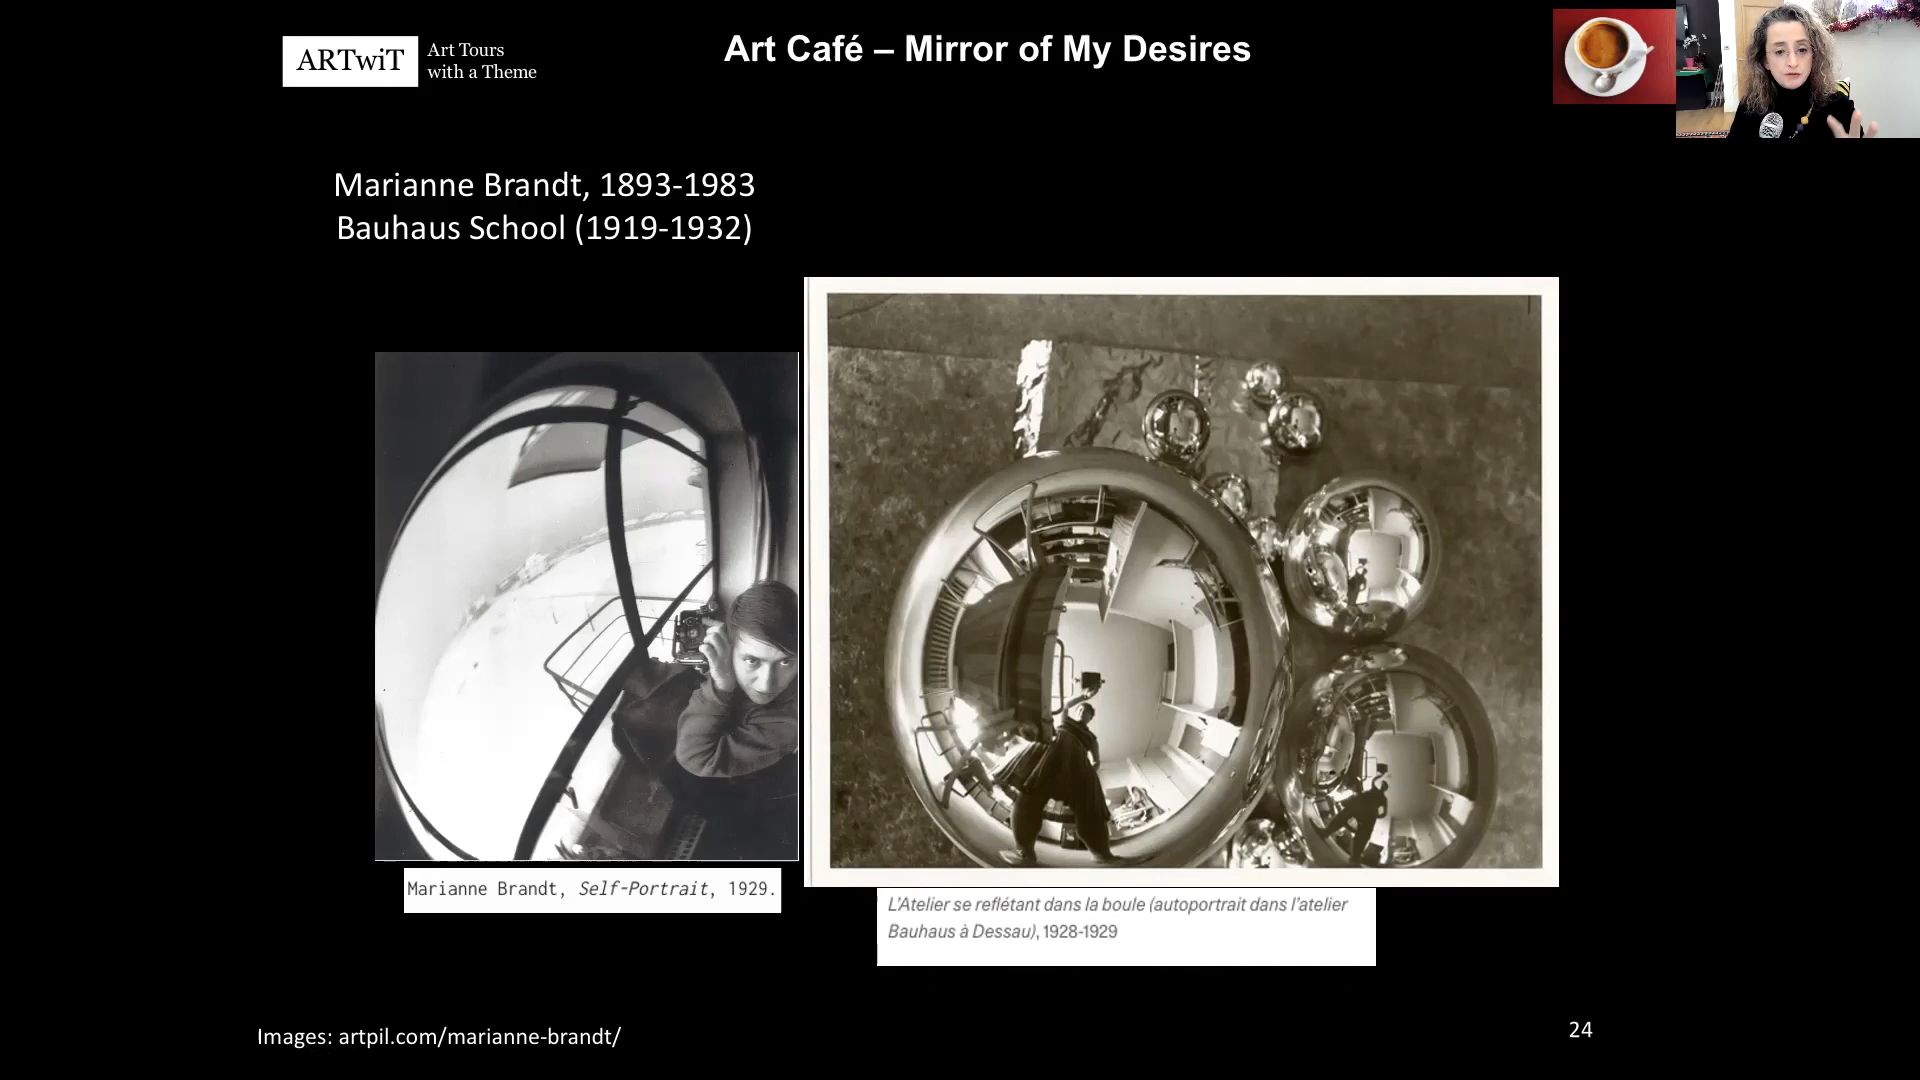 ARTwiT
Art Tours
with a Theme
Art Café – Mirror of My Desires
Marianne Brandt, 1893-1983
Bauhaus School (1919-1932)
Marianne Brandt, Self-Portrait, 1929.
L'Atelier se reflétant dans la boule (autoportrait dans l'atelier
Bauhaus à Dessau), 1928-1929
Images: artpil.com/marianne-brandt/
24